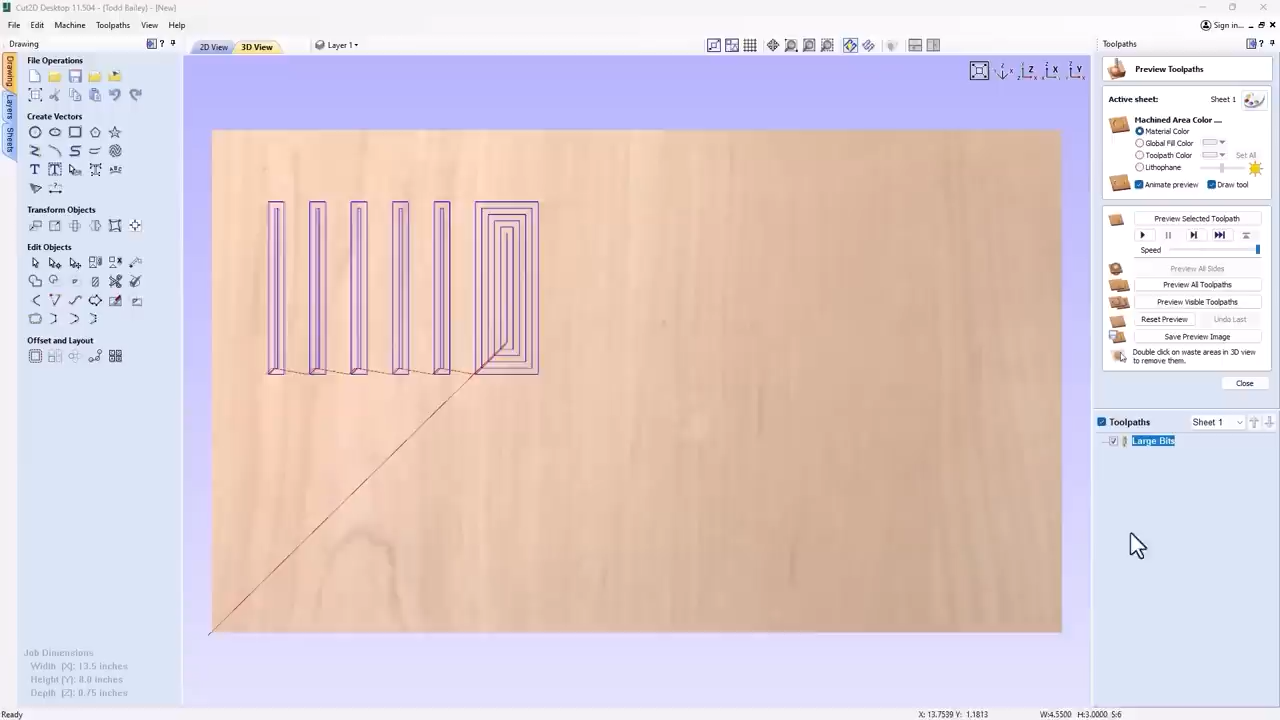 Cut2D Desktop 11.504 - {Todd Bailey} - [New]
File Edit Machine Toolpaths View Help
Sign in...
Drawing
2D View
3D View
Layer 1
Toolpaths
Drawing
Layers
Sheets
File Operations
Create Vectors
Transform Objects
Edit Objects
Offset and Layout
Job Dimensions
Width [X]: 13.5 inches
Height [Y]: 8.0 inches
Depth [Z]: 0.75 inches
Z
X
Y
Preview Toolpaths
Active sheet: Sheet 1
Machined Area Color ....
Material Color
Global Fill Color
Toolpath Color Set All
Lithophane
Animate preview Draw tool
Preview Selected Toolpath
Speed
Preview All Sides
Preview All Toolpaths
Preview Visible Toolpaths
Reset Preview Undo Last
Save Preview Image
Double click on waste areas in 3D view
to remove them.
Close
Toolpaths Sheet 1
Large Bits
Ready
X: 13.7539 Y: 1.1813
W:4.5500 H:3.0000 S:6